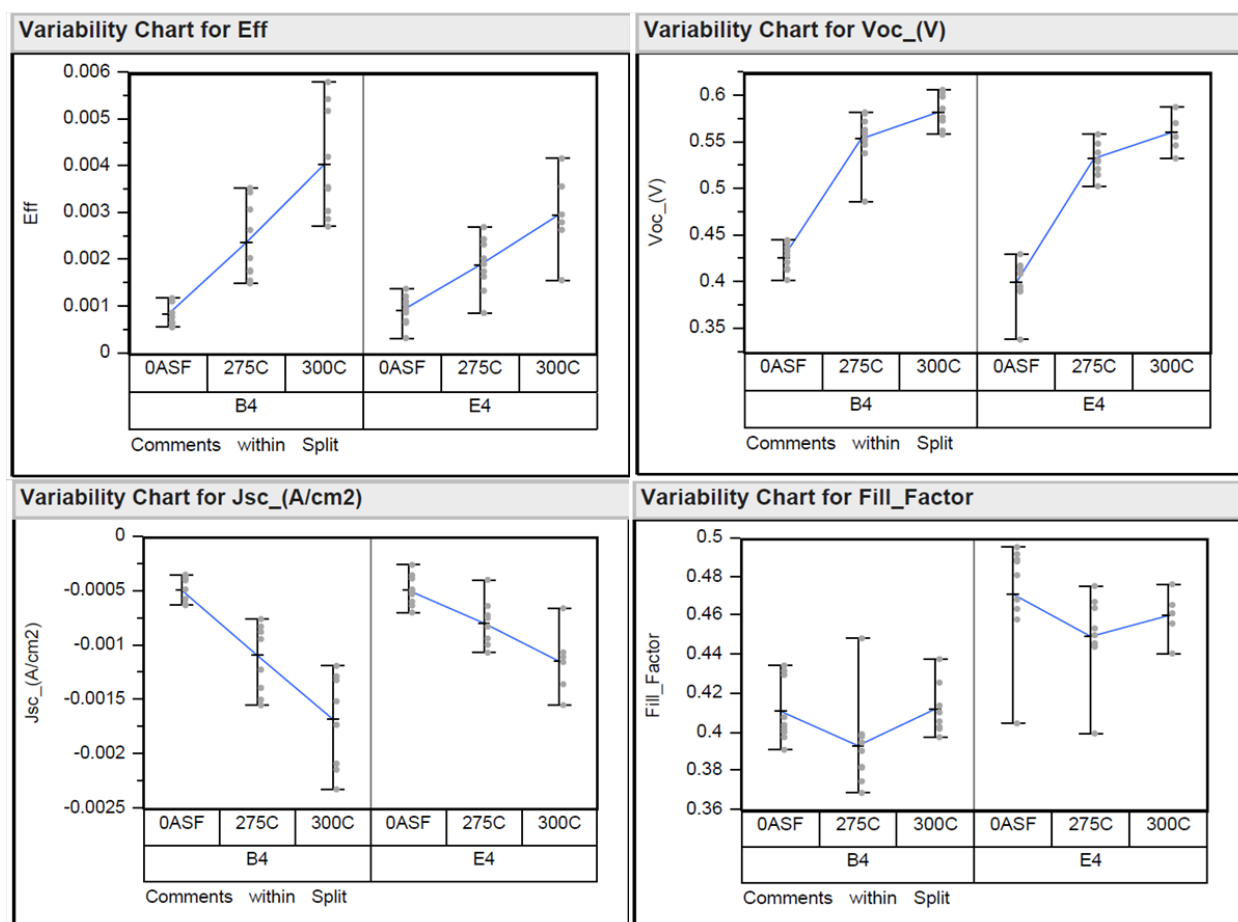 Variability Chart for Eff
Eff
0.006
0.005
0.004
0.003
0.002
0.001
0
0ASF 275C 300C 0ASF 275C 300C
B4 E4
Comments within Split
Variability Chart for Voc_(V)
Voc_(V)
0.6
0.55
0.5
0.45
0.4
0.35
0ASF 275C 300C 0ASF 275C 300C
B4 E4
Comments within Split
Variability Chart for Jsc_(A/cm2)
Jsc_(A/cm2)
0
-0.0005
-0.001
-0.0015
-0.002
-0.0025
0ASF 275C 300C 0ASF 275C 300C
B4 E4
Comments within Split
Variability Chart for Fill_Factor
Fill_Factor
0.5
0.48
0.46
0.44
0.42
0.4
0.38
0.36
0ASF 275C 300C 0ASF 275C 300C
B4 E4
Comments within Split